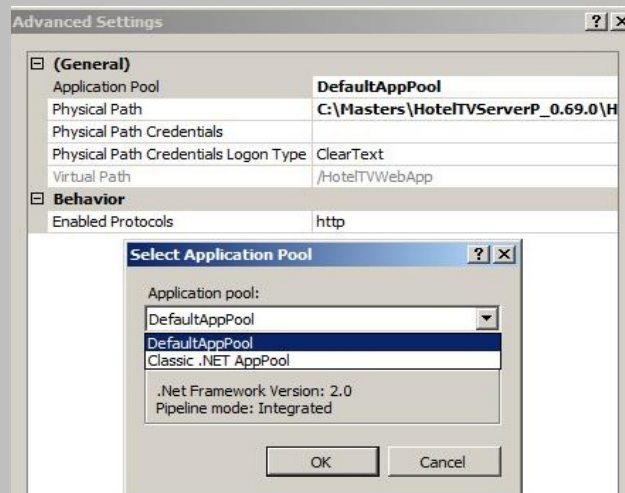 Advanced Settings
(General)
Application Pool DefaultAppPool
Physical Path C:\Masters\HotelTVServerP_0.69.0\H
Physical Path Credentials
Physical Path Credentials Logon Type ClearText
Virtual Path /HotelTVWebApp
Behavior
Enabled Protocols http
Select Application Pool
Application pool:
DefaultAppPool
DefaultAppPool
Classic .NET AppPool
.Net Framework Version: 2.0
Pipeline mode: Integrated
OK Cancel